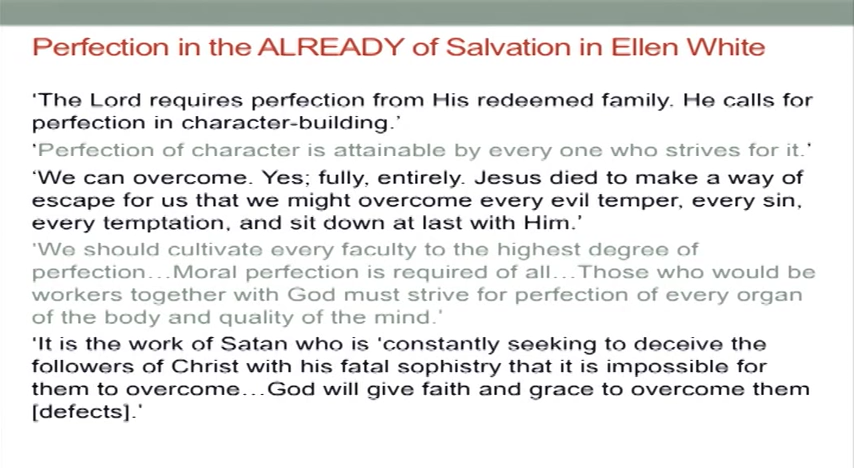 Perfection in the ALREADY of Salvation in Ellen White
'The Lord requires perfection from His redeemed family. He calls for
perfection in character-building.'
'Perfection of character is attainable by every one who strives for it.'
'We can overcome. Yes; fully, entirely. Jesus died to make a way of
escape for us that we might overcome every evil temper, every sin,
every temptation, and sit down at last with Him.'
'We should cultivate every faculty to the highest degree of
perfection…Moral perfection is required of all…Those who would be
workers together with God must strive for perfection of every organ
of the body and quality of the mind.'
'It is the work of Satan who is 'constantly seeking to deceive the
followers of Christ with his fatal sophistry that it is impossible for
them to overcome…God will give faith and grace to overcome them
[defects].'